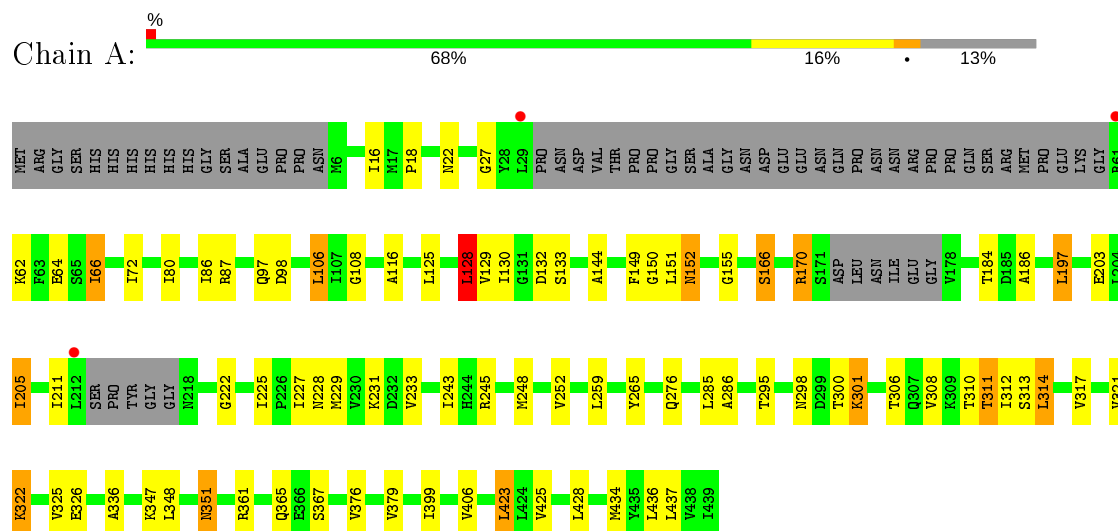 %
Chain A:
68% 16% • 13%
MET ARG GLY SER HIS HIS HIS HIS HIS HIS GLY SER ALA GLU PRO PRO ASN M6 I16 M17 P18 N22 G27 Y28 L29 PRO ASN ASP VAL THR PRO PRO GLY SER ALA GLY ASN ASP GLU GLU ASN GLN PRO ASN ASN ARG PRO PRO GLN SER ARG MET PRO GLU LYS GLY R61
K62 F63 E64 S65 I66 I72 I80 I86 R87 Q97 D98 L106 I107 G108 A116 L125 L128 V129 I130 G131 D132 S133 A144 F149 G150 L151 N152 G155 S166 R170 S171 ASP LEU ASN ILE GLU GLY V178 T184 D185 A186 L197 E203 L204
I205 I211 L212 SER PRO TYR GLY GLY N218 G222 I225 P226 I227 N228 M229 V230 K231 D232 V233 I243 H244 R245 M248 V252 L259 Y265 Q276 L285 A286 T295 N298 D299 T300 K301 T306 Q307 V308 K309 T310 T311 I312 S313 L314 V317 V321
K322 V325 E326 A336 K347 L348 N351 R361 Q365 E366 S367 V376 V379 I399 V406 L423 L424 V425 L428 M434 Y435 L436 L437 V438 I439